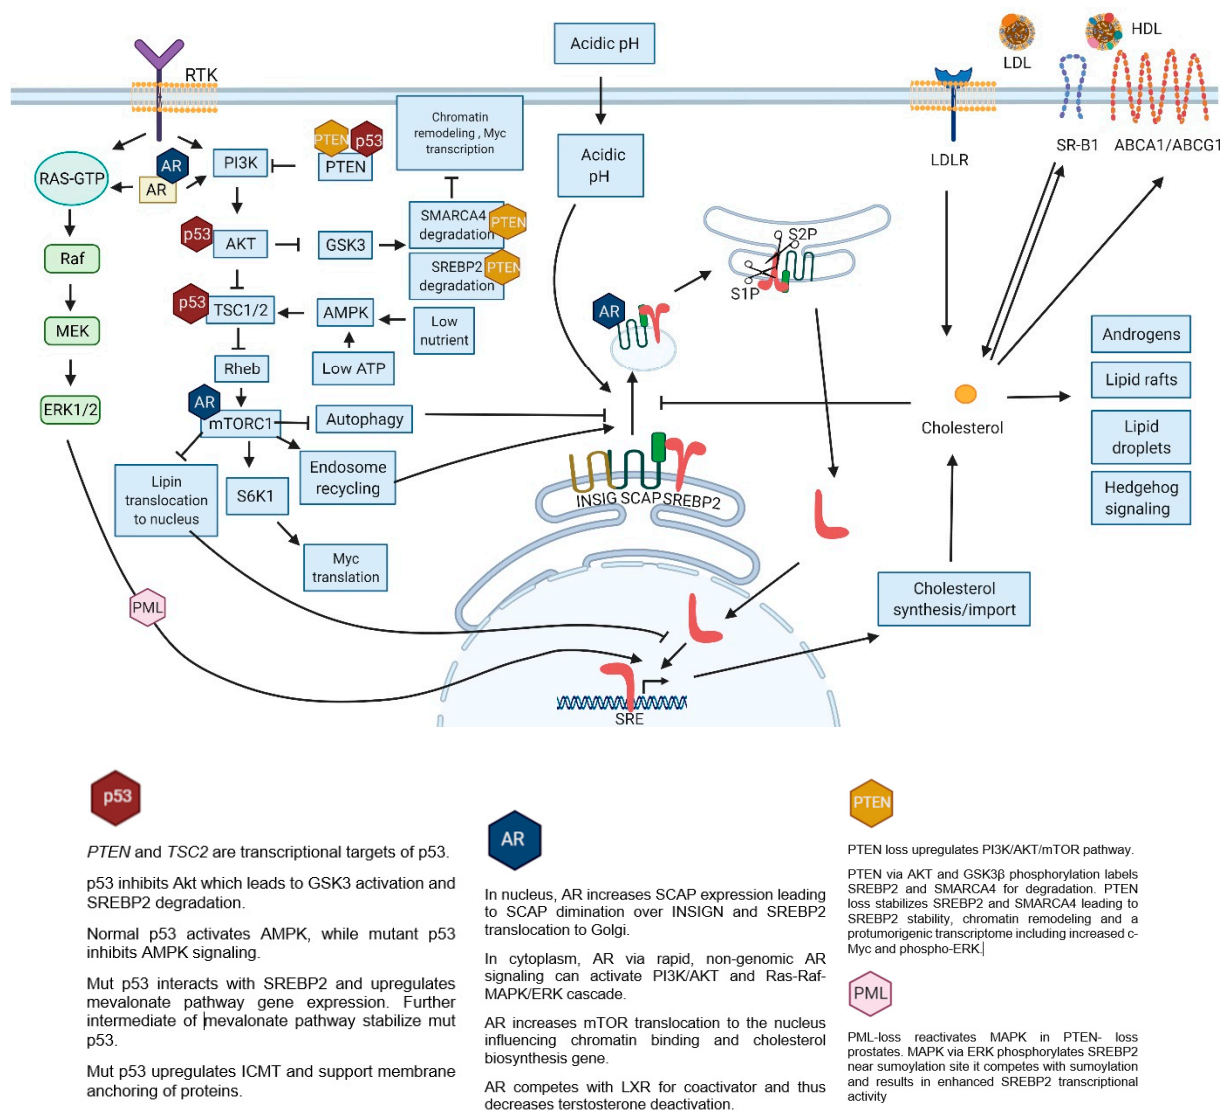 Acidic pH
LDL
HDL
RTK
Chromatin
remodeling , Myc
transcription
PTEN
p53
PTEN
PI3K
AR
AR
RAS-GTP
Acidic
pH
LDLR
SR-B1
ABCA1/ABCG1
p53
AKT
GSK3
SMARCA4
degradation
PTEN
SREBP2
degradation
PTEN
S2P
S1P
Raf
p53
TSC1/2
AMPK
Low
nutrient
AR
MEK
Rheb
Low ATP
Androgens
Lipid rafts
ERK1/2
AR
mTORC1
Autophagy
Cholesterol
Lipid
droplets
Lipin
translocation
to nucleus
S6K1
Endosome
recycling
INSIG SCAP SREBP2
Hedgehog
signaling
Myc
translation
PML
Cholesterol
synthesis/import
SRE
p53
PTEN and TSC2 are transcriptional targets of p53.
p53 inhibits Akt which leads to GSK3 activation and
SREBP2 degradation.
Normal p53 activates AMPK, while mutant p53
inhibits AMPK signaling.
Mut p53 interacts with SREBP2 and upregulates
mevalonate pathway gene expression. Further
intermediate of mevalonate pathway stabilize mut
p53.
Mut p53 upregulates ICMT and support membrane
anchoring of proteins.
AR
In nucleus, AR increases SCAP expression leading
to SCAP dimination over INSIGN and SREBP2
translocation to Golgi.
In cytoplasm, AR via rapid, non-genomic AR
signaling can activate PI3K/AKT and Ras-Raf-
MAPK/ERK cascade.
AR increases mTOR translocation to the nucleus
influencing chromatin binding and cholesterol
biosynthesis gene.
AR competes with LXR for coactivator and thus
decreases terstosterone deactivation.
PTEN
PTEN loss upregulates PI3K/AKT/mTOR pathway.
PTEN via AKT and GSK3β phosphorylation labels
SREBP2 and SMARCA4 for degradation. PTEN
loss stabilizes SREBP2 and SMARCA4 leading to
SREBP2 stability, chromatin remodeling and a
protumorigenic transcriptome including increased c-
Myc and phospho-ERK.
PML
PML-loss reactivates MAPK in PTEN- loss
prostates. MAPK via ERK phosphorylates SREBP2
near sumoylation site it competes with sumoylation
and results in enhanced SREBP2 transcriptional
activity